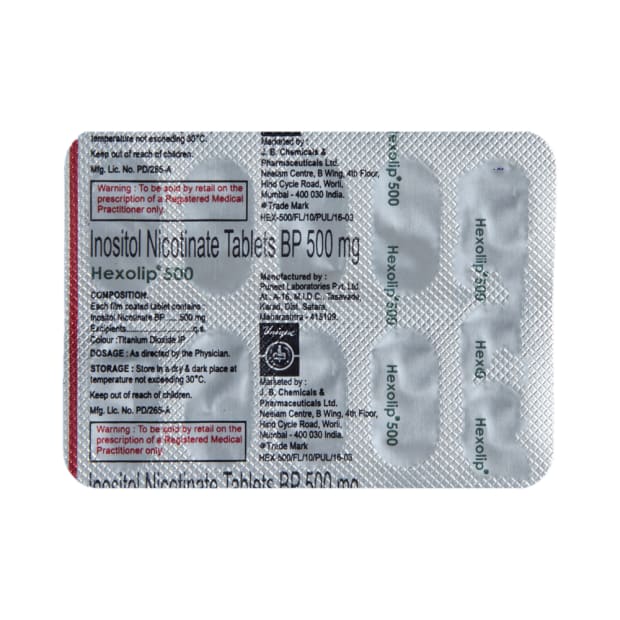 temperature not exceeding 30°C.
Keep out of reach of children.
Mfg. Lic. No. PD/265-A
Warning : To be sold by retail on the
prescription of a Registered Medical
Practitioner only.
Marketed by :
J. B. Chemicals &
Pharmaceuticals Ltd.
Neelam Centre, B Wing, 4th Floor,
Hind Cycle Road, Worli,
Mumbai - 400 030 India.
® Trade Mark
HEX-500/FL/10/PUL/16-03
Inositol Nicotinate Tablets BP 500 mg
Hexolip® 500
COMPOSITION.
Each film coated tablet contains :
Inositol Nicotinate BP ......500 mg
Excipients..........................q.s.
Colour :Titanium Dioxide IP
DOSAGE : As directed by the Physician.
STORAGE : Store in a dry & dark place at
temperature not exceeding 30°C.
Keep out of reach of children.
Mfg. Lic. No. PD/265-A
Warning : To be sold by retail on the
prescription of a Registered Medical
Practitioner only.
Manufactured by :
Puneet Laboratories Pvt. Ltd.
At.: A-16, M.I.D.C., Tasavade,
Karad, Dist. Satara,
Maharashtra - 415109.
Unique
Marketed by :
J. B. Chemicals &
Pharmaceuticals Ltd.
Neelam Centre, B Wing, 4th Floor,
Hind Cycle Road, Worli,
Mumbai - 400 030 India.
® Trade Mark
HEX-500/FL/10/PUL/16-03
Inositol Nicotinate Tablets BP 500 mg
exolip® 500
Hexolip® 500
Hexolip® 500
Hexolip® 500
Hexo
Hexolip®